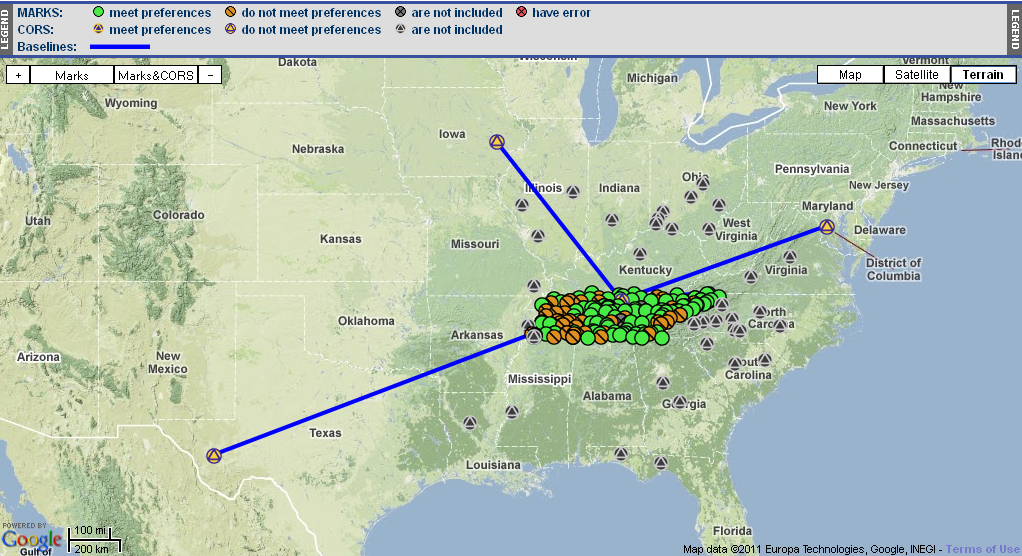 LEGEND
MARKS: meet preferences do not meet preferences are not included have error
CORS: meet preferences do not meet preferences are not included
Baselines:
LEGEND
+ Marks Marks&CORS −
Map Satellite Terrain
Wisconsin
Dakota
Vermont
Michigan
New
Hampshire
Wyoming
New York
Massachusetts
Iowa
Connecticut
Rhode
Island
Nebraska
Pennsylvania
Ohio
Illinois
Indiana
New Jersey
Maryland
Utah
Colorado
West
Virginia
Delaware
Kansas
Missouri
District of
Columbia
Kentucky
Virginia
Oklahoma
North
Carolina
Arkansas
Arizona
New
Mexico
South
Carolina
Mississippi
Alabama
Georgia
Texas
Louisiana
Florida
POWERED BY
Google
Gulf of
100 mi
200 km
Map data ©2011 Europa Technologies, Google, INEGI - Terms of Use